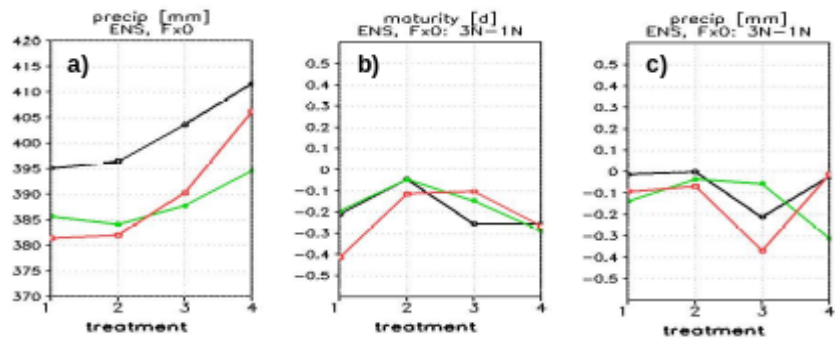 precip [mm]
ENS, Fx0
a)
420
415
410
405
400
395
390
385
380
375
370
1 2 3 4
treatment
maturity [d]
ENS, Fx0: 3N-1N
b)
0.5
0.4
0.3
0.2
0.1
0
-0.1
-0.2
-0.3
-0.4
-0.5
1 2 3 4
treatment
precip [mm]
ENS, Fx0: 3N-1N
c)
0.5
0.4
0.3
0.2
0.1
0
-0.1
-0.2
-0.3
-0.4
-0.5
1 2 3 4
treatment